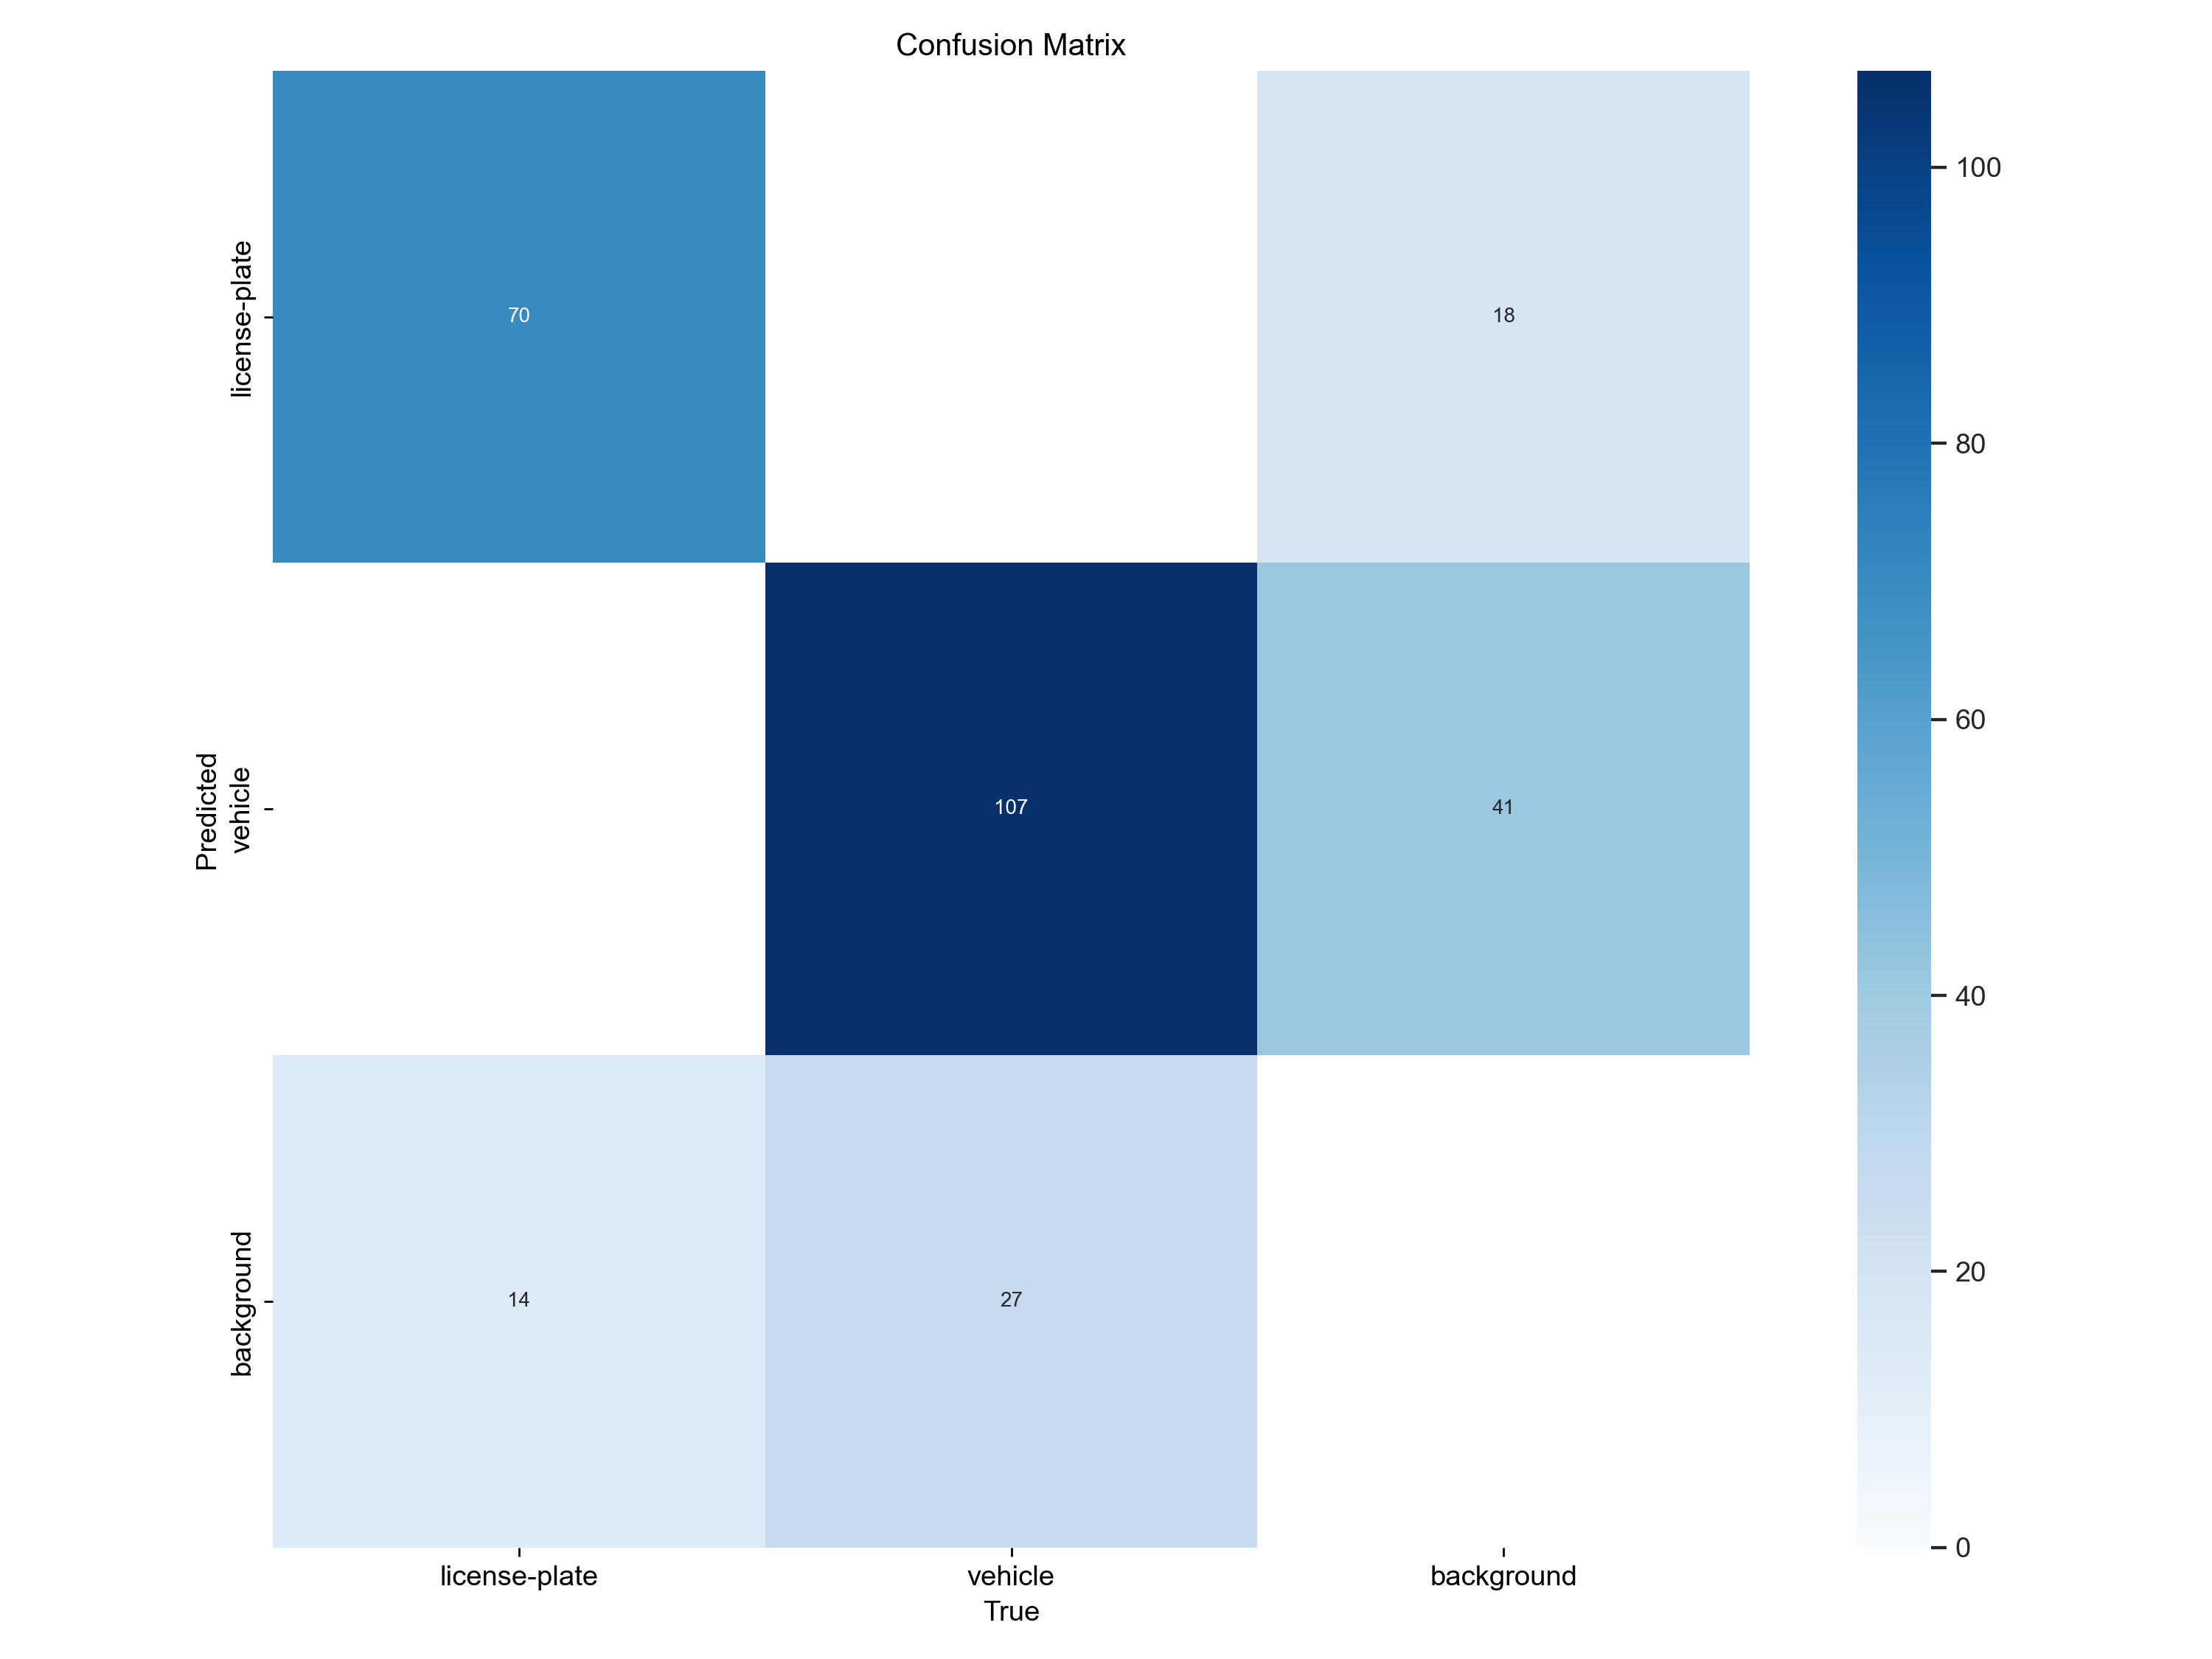 Confusion Matrix
license-plate
Predicted
vehicle
background
70
18
107
41
14
27
license-plate
vehicle
background
True
100
80
60
40
20
0